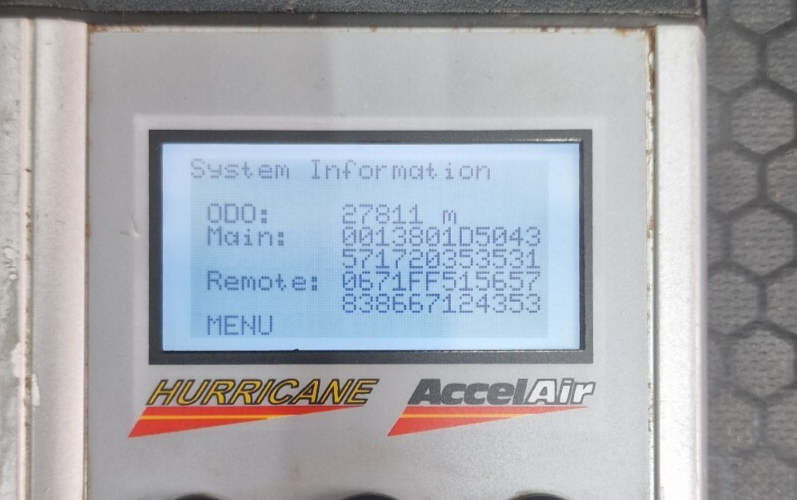 System Information
ODO: 27811 m
Main: 0013801D5043
571720353531
Remote: 0671FF515657
838667124353
MENU
HURRICANE AccelAir